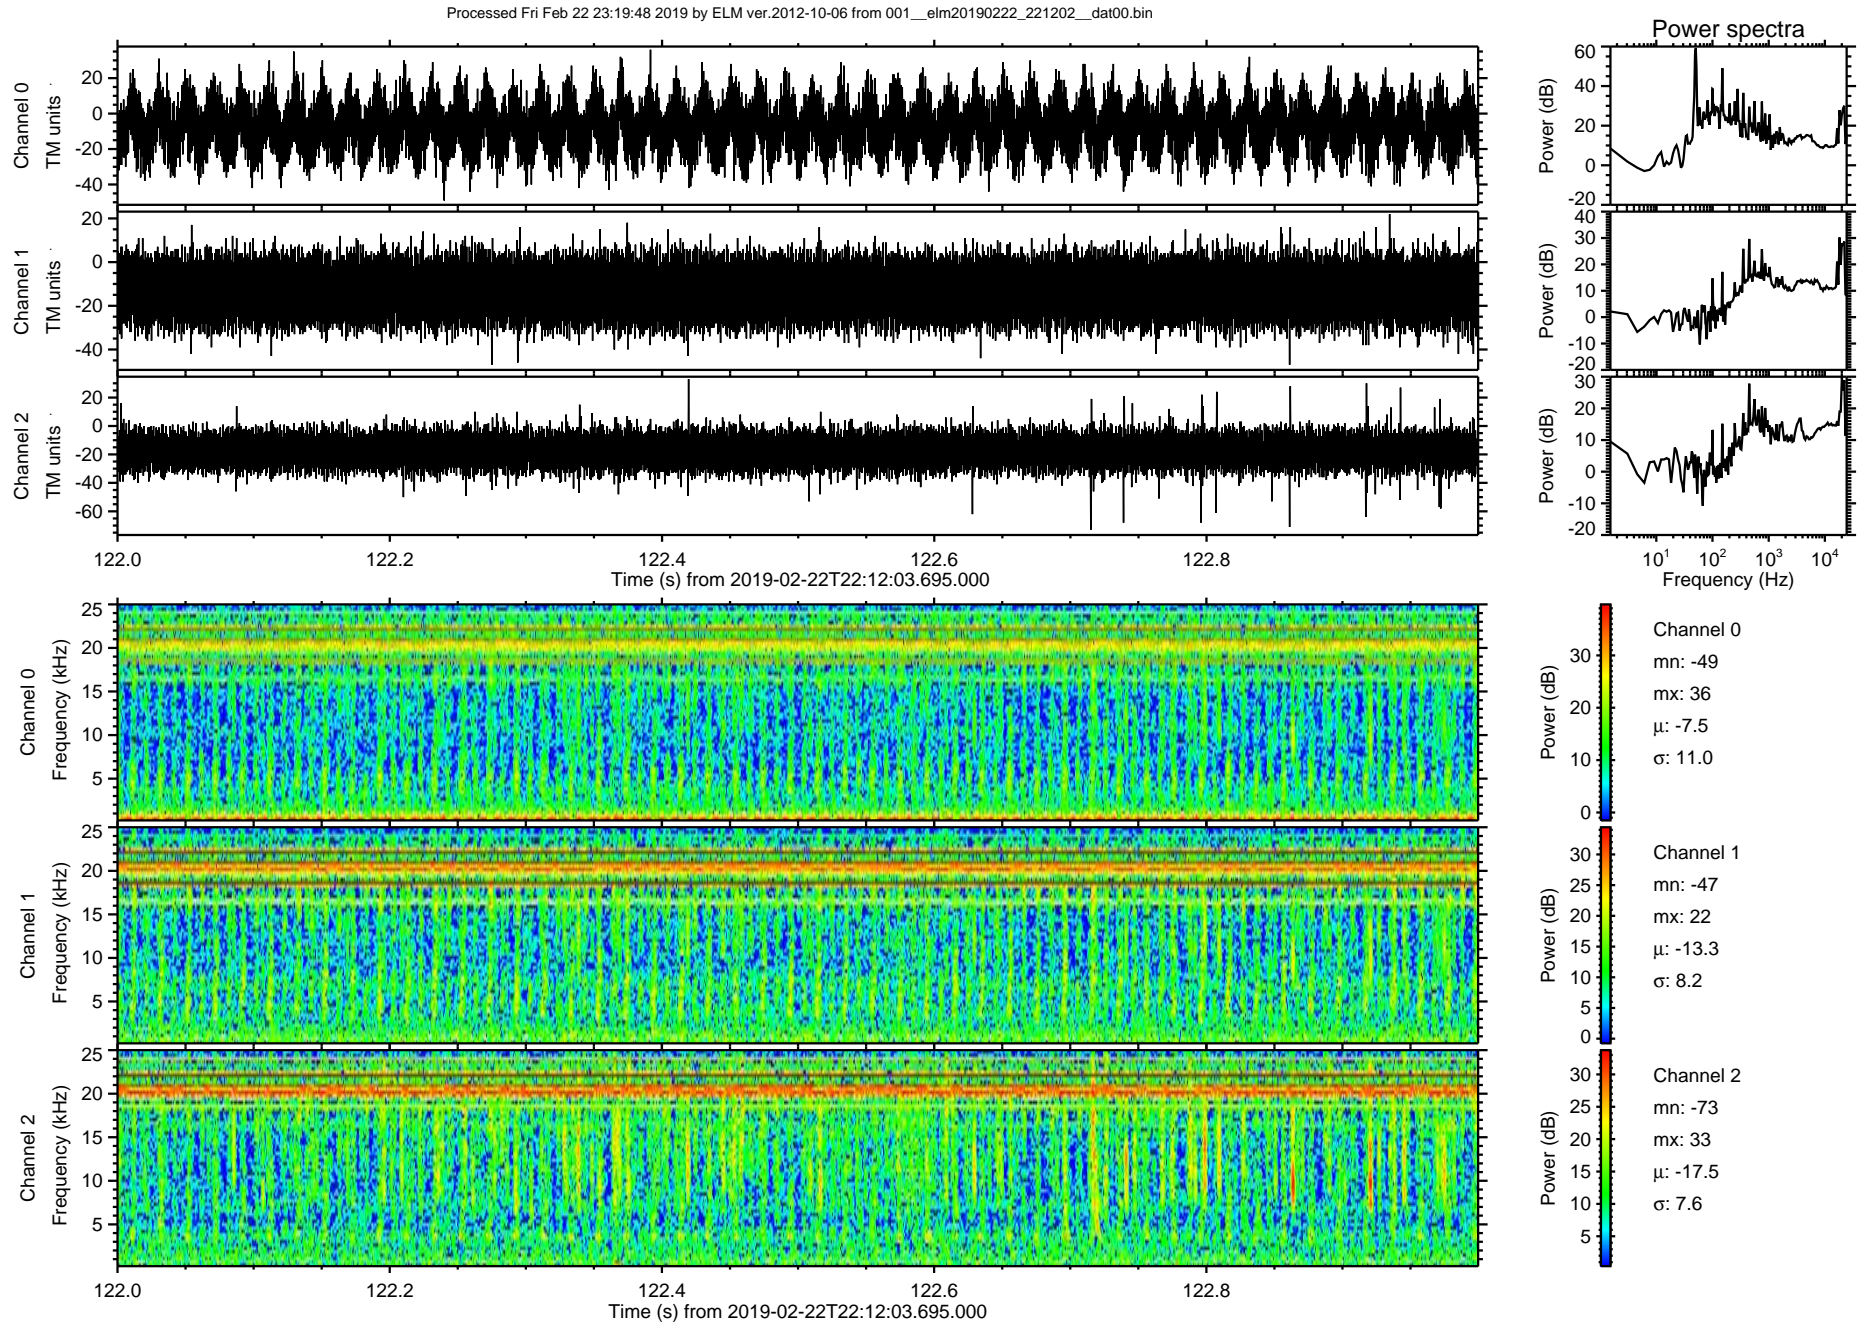 Processed Fri Feb 22 23:19:48 2019 by ELM ver.2012-10-06 from 001__elm20190222_221202__dat00.bin
Power spectra
Channel 0
TM units
20
0
-20
-40
Power (dB)
60
40
20
0
-20
Channel 1
TM units
20
0
-20
-40
Power (dB)
40
30
20
10
0
-10
-20
Channel 2
TM units
20
0
-20
-40
-60
Power (dB)
30
20
10
0
-10
-20
122.0 122.2 122.4 122.6 122.8
Time (s) from 2019-02-22T22:12:03.695.000
10¹ 10² 10³ 10⁴
Frequency (Hz)
Channel 0
Frequency (kHz)
25
20
15
10
5
Power (dB)
30
20
10
0
Channel 0
mn: -49
mx: 36
μ: -7.5
σ: 11.0
Channel 1
Frequency (kHz)
25
20
15
10
5
Power (dB)
30
25
20
15
10
5
0
Channel 1
mn: -47
mx: 22
μ: -13.3
σ: 8.2
Channel 2
Frequency (kHz)
25
20
15
10
5
Power (dB)
30
25
20
15
10
5
Channel 2
mn: -73
mx: 33
μ: -17.5
σ: 7.6
122.0 122.2 122.4 122.6 122.8
Time (s) from 2019-02-22T22:12:03.695.000